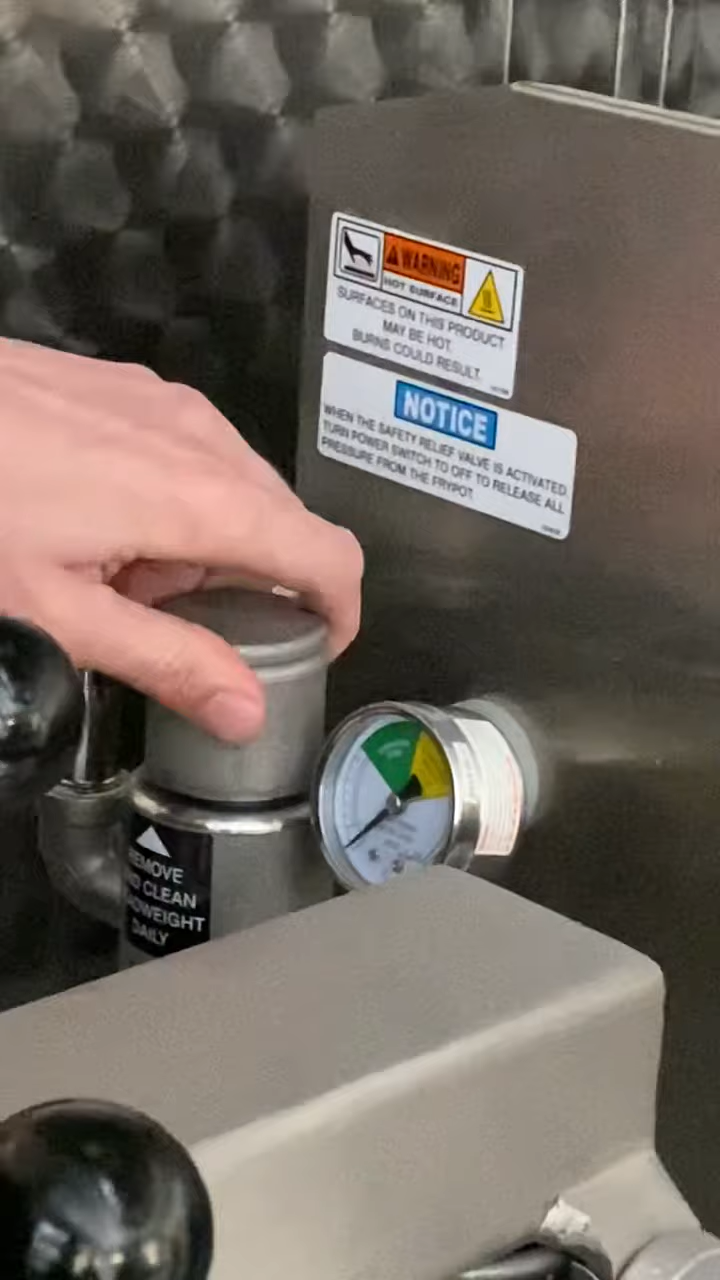 WARNING
HOT SURFACE
SURFACES ON THIS PRODUCT
MAY BE HOT.
BURNS COULD RESULT.
NOTICE
WHEN THE SAFETY RELIEF VALVE IS ACTIVATED
TURN POWER SWITCH TO OFF TO RELEASE ALL
PRESSURE FROM THE FRYPOT
EMOVE
D CLEAN
ADWEIGHT
DAILY